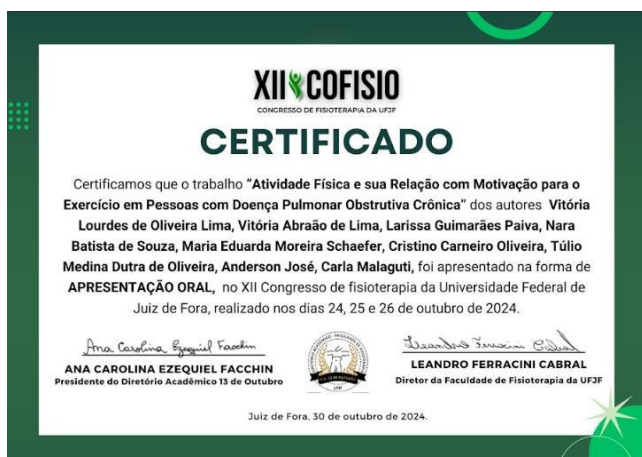 XII COFISIO
CONGRESSO DE FISIOTERAPIA DA UFJF
CERTIFICADO
Certificamos que o trabalho “Atividade Física e sua Relação com Motivação para o
Exercício em Pessoas com Doença Pulmonar Obstrutiva Crônica” dos autores Vitória
Lourdes de Oliveira Lima, Vitória Abraão de Lima, Larissa Guimarães Paiva, Nara
Batista de Souza, Maria Eduarda Moreira Schaefer, Cristino Carneiro Oliveira, Túlio
Medina Dutra de Oliveira, Anderson José, Carla Malaguti, foi apresentado na forma de
APRESENTAÇÃO ORAL, no XII Congresso de fisioterapia da Universidade Federal de
Juiz de Fora, realizado nos dias 24, 25 e 26 de outubro de 2024.
Ana Carolina Ezequiel Facchin
ANA CAROLINA EZEQUIEL FACCHIN
Presidente do Diretório Acadêmico 13 de Outubro
Leandro Ferracini Cabral
LEANDRO FERRACINI CABRAL
Diretor da Faculdade de Fisioterapia da UFJF
Juiz de Fora, 30 de outubro de 2024.